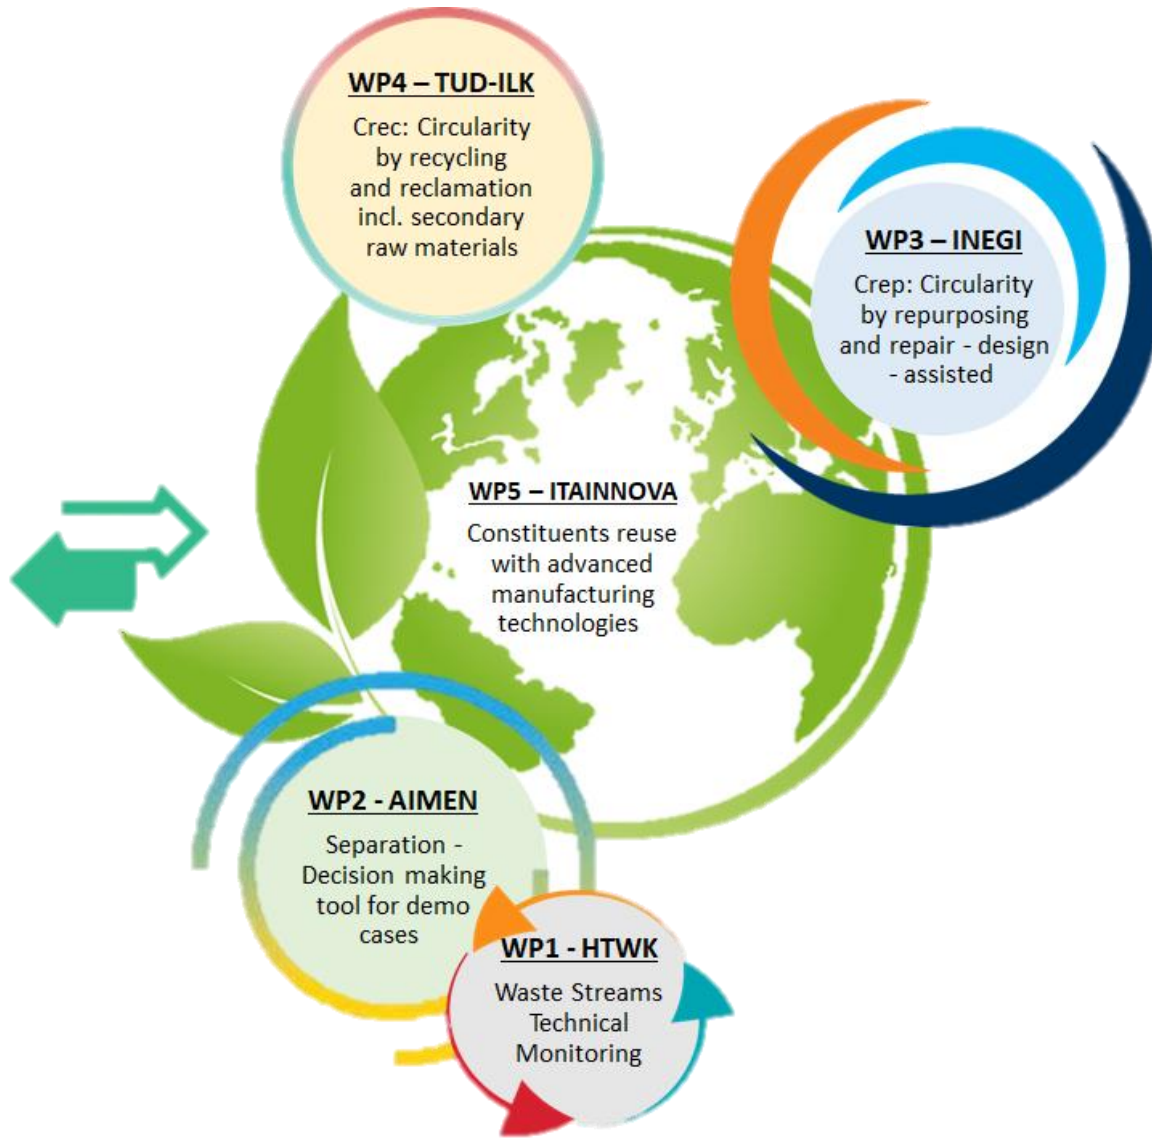 WP4 – TUD-ILK
Crec: Circularity
by recycling
and reclamation
incl. secondary
raw materials
WP3 – INEGI
Crep: Circularity
by repurposing
and repair - design
- assisted
WP5 – ITAINNOVA
Constituents reuse
with advanced
manufacturing
technologies
WP2 - AIMEN
Separation -
Decision making
tool for demo
cases
WP1 - HTWK
Waste Streams
Technical
Monitoring